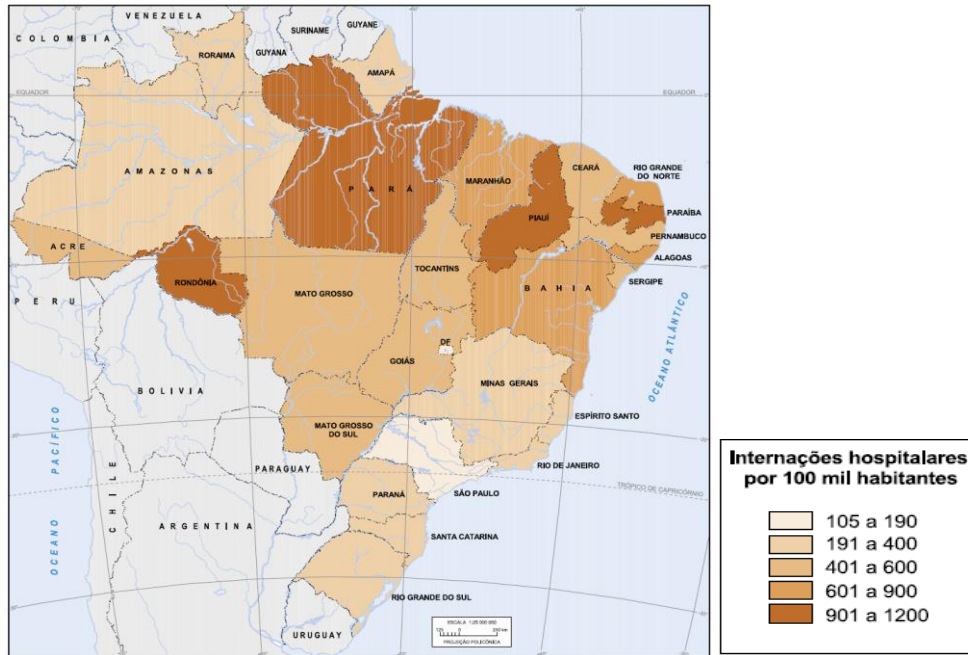 VENEZUELA
COLOMBIA
SURINAME
GUYANE
GUYANA
RORAIMA
AMAPÁ
EQUADOR
EQUADOR
AMAZONAS
PARÁ
MARANHÃO
CEARÁ
RIO GRANDE
DO NORTE
PIAUÍ
PARAÍBA
PERNAMBUCO
ACRE
ALAGOAS
TOCANTÍNS
SERGIPE
RONDÔNIA
MATO GROSSO
BAHIA
PERU
OCEANO ATLÂNTICO
DF
GOIÁS
BOLIVIA
MINAS GERAIS
ESPÍRITO SANTO
MATO GROSSO
DO SUL
OCEANO PACÍFICO
CHILE
PARAGUAY
RIO DE JANEIRO
SÃO PAULO
TRÓPICO DE CAPRICÓRNIO
PARANÁ
ARGENTINA
SANTA CATARINA
RIO GRANDE DO SUL
URUGUAY
PROJEÇÃO POLICÔNICA
Internações hospitalares
por 100 mil habitantes
105 a 190
191 a 400
401 a 600
601 a 900
901 a 1200